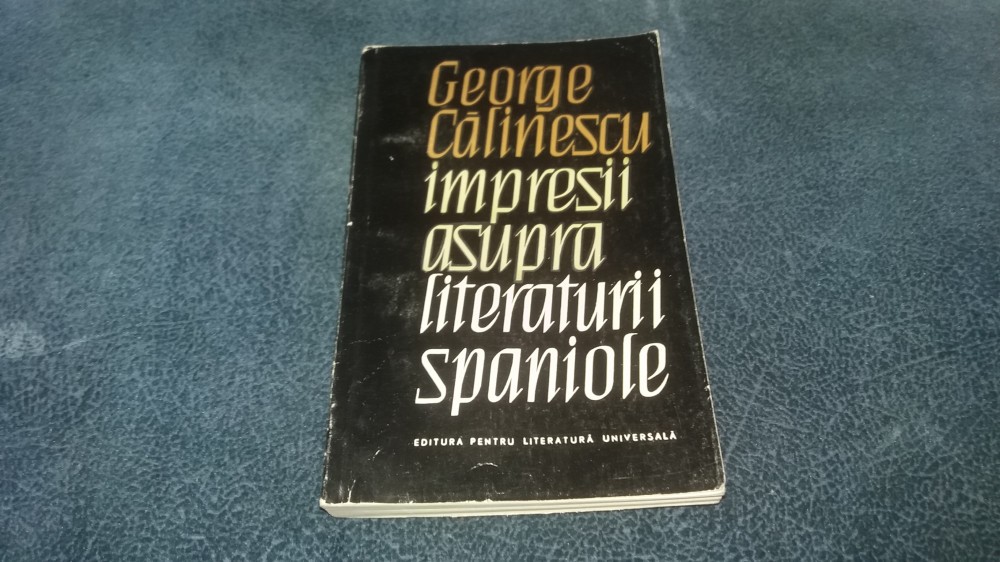 George
Călinescu
impresii
asupra
literaturii
spaniole
EDITURA PENTRU LITERATURĂ UNIVERSALĂ